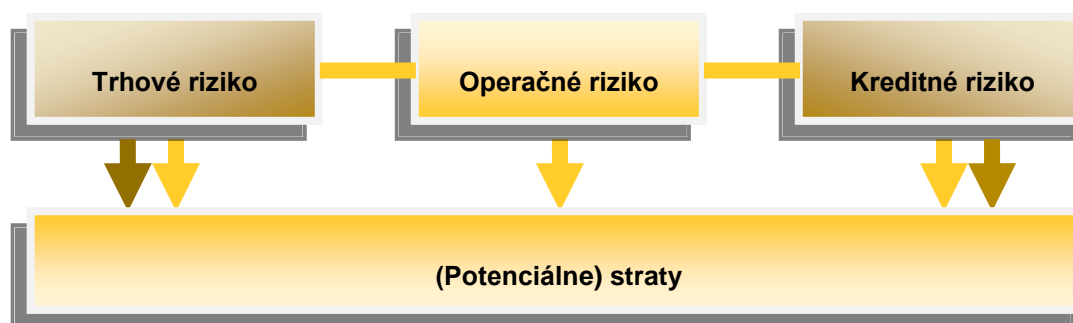 Trhové riziko
Operačné riziko
Kreditné riziko
(Potenciálne) straty